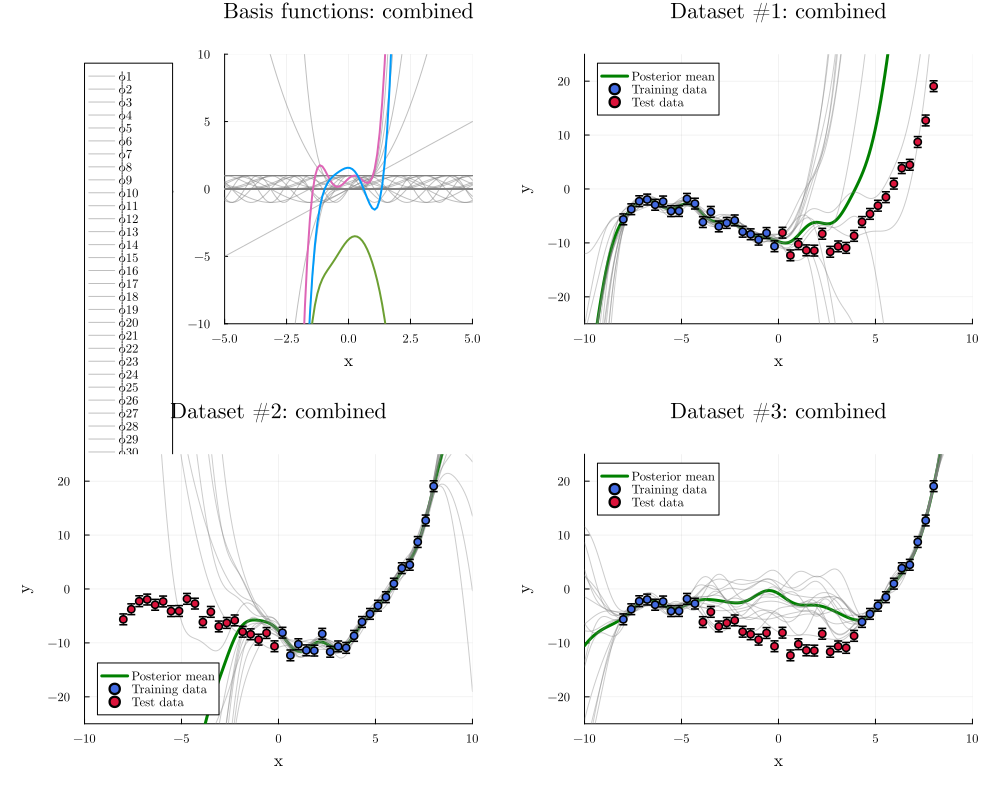 Basis functions: combined
ϕ1
ϕ2
ϕ3
ϕ4
ϕ5
ϕ6
ϕ7
ϕ8
ϕ9
ϕ10
ϕ11
ϕ12
ϕ13
ϕ14
ϕ15
ϕ16
ϕ17
ϕ18
ϕ19
ϕ20
ϕ21
ϕ22
ϕ23
ϕ24
ϕ25
ϕ26
ϕ27
ϕ28
ϕ29
ϕ30
10
5
0
−5
−10
−5.0 −2.5 0.0 2.5 5.0
x
Dataset #1: combined
Posterior mean
Training data
Test data
y
20
10
0
−10
−20
−10 −5 0 5 10
x
Dataset #2: combined
y
20
10
0
−10
−20
Posterior mean
Training data
Test data
−10 −5 0 5 10
x
Dataset #3: combined
Posterior mean
Training data
Test data
y
20
10
0
−10
−20
−10 −5 0 5 10
x